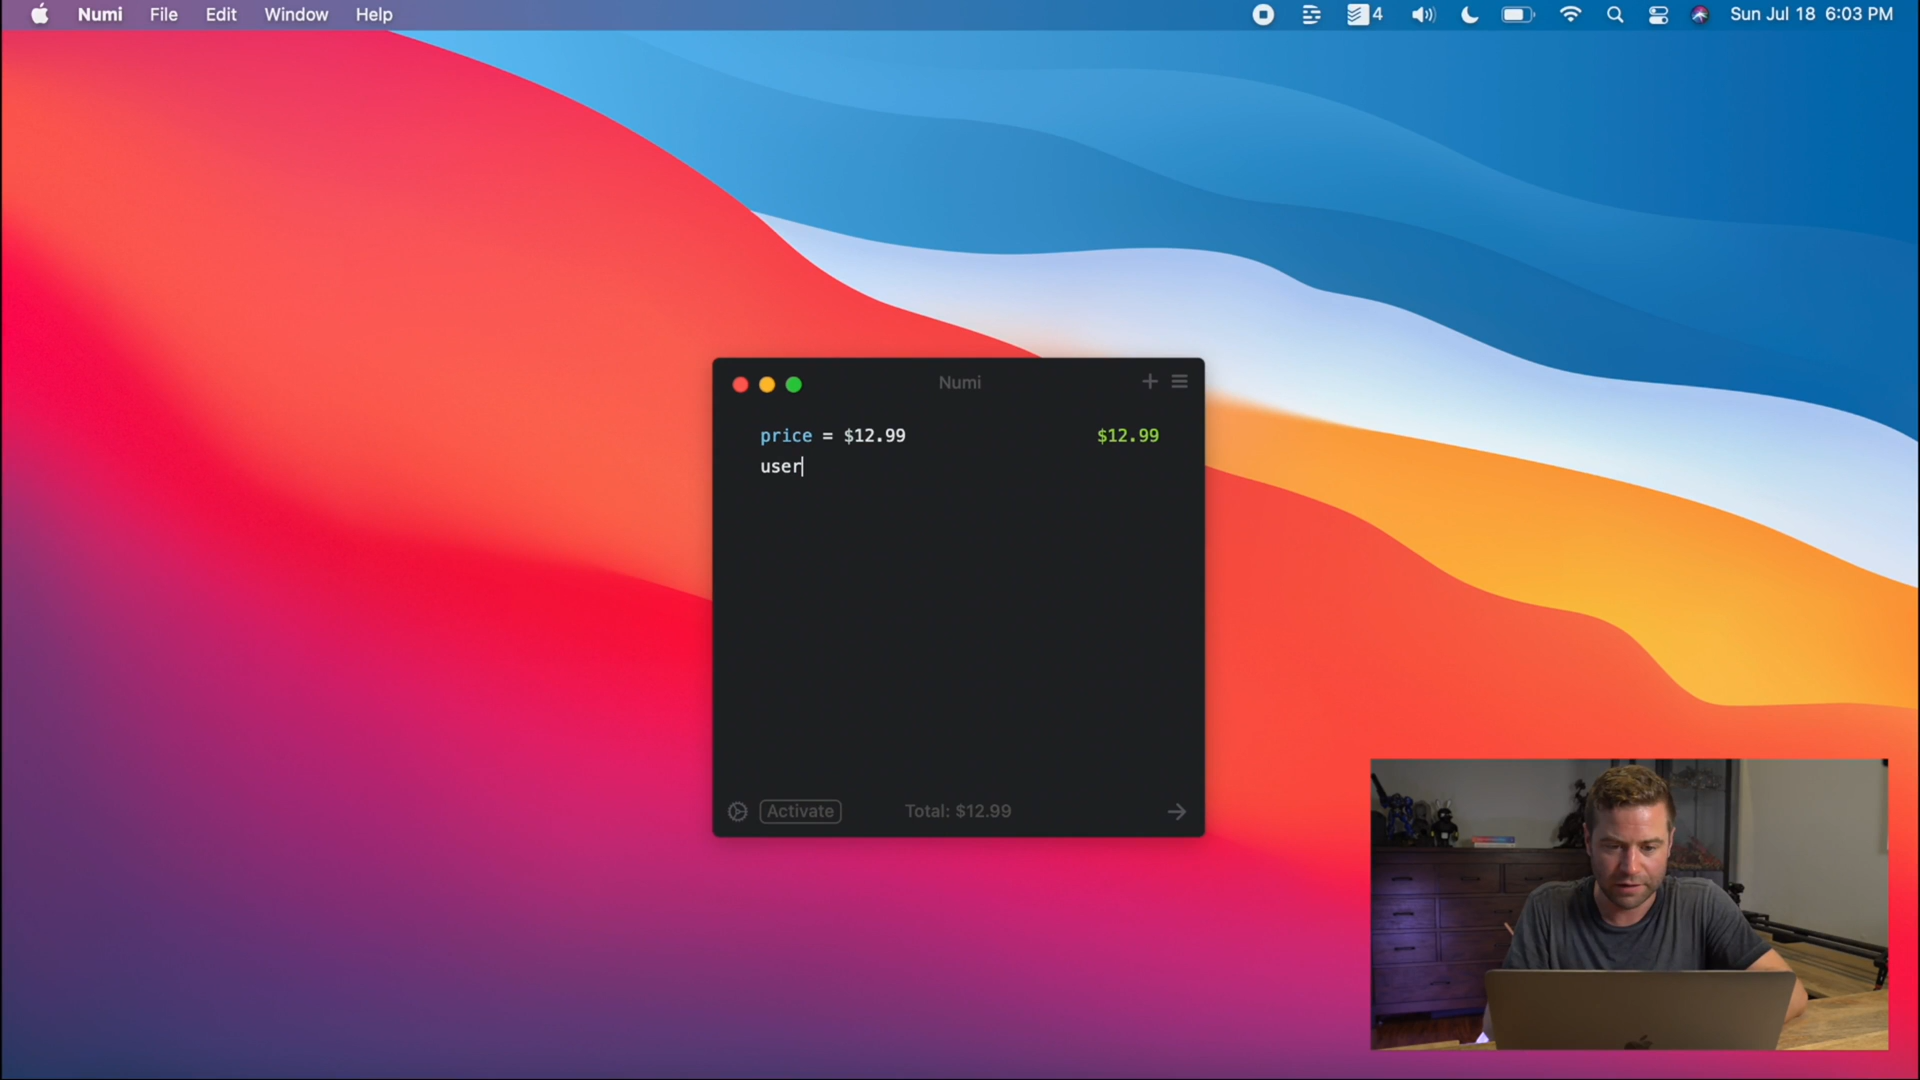 Numi File Edit Window Help 4 Sun Jul 18 6:03 PM
Numi
price = $12.99 $12.99
user
Activate Total: $12.99